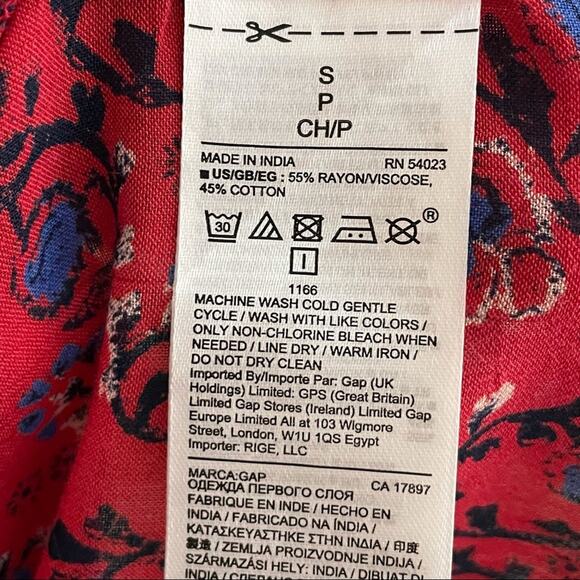 S
P
CH/P
MADE IN INDIA RN 54023
■ US/GB/EG : 55% RAYON/VISCOSE,
45% COTTON
30 ®
1166
MACHINE WASH COLD GENTLE
CYCLE / WASH WITH LIKE COLORS /
ONLY NON-CHLORINE BLEACH WHEN
NEEDED / LINE DRY / WARM IRON /
DO NOT DRY CLEAN
Imported By/Importe Par: Gap (UK
Holdings) Limited: GPS (Great Britain)
Limited Gap Stores (Ireland) Limited Gap
Europe Limited All at 103 Wigmore
Street, London, W1U 1QS Egypt
Importer: RIGE, LLC
МАРСА:GAP CA 17897
ОДЕЖДА ПЕРВОГО СЛОЯ
FABRIQUE EN INDE / HECHO EN
INDIA / FABRICADO NA ÍNDIA /
ΚΑΤΑΣΚΕΥΑΣΤΗΚΕ ΣΤΗΝ ΙΝΔΙΑ / 印度
製造 / ZEMLJA PROIZVODNJE INDIJA /
MADE IN INDIA / DIBUAT DI